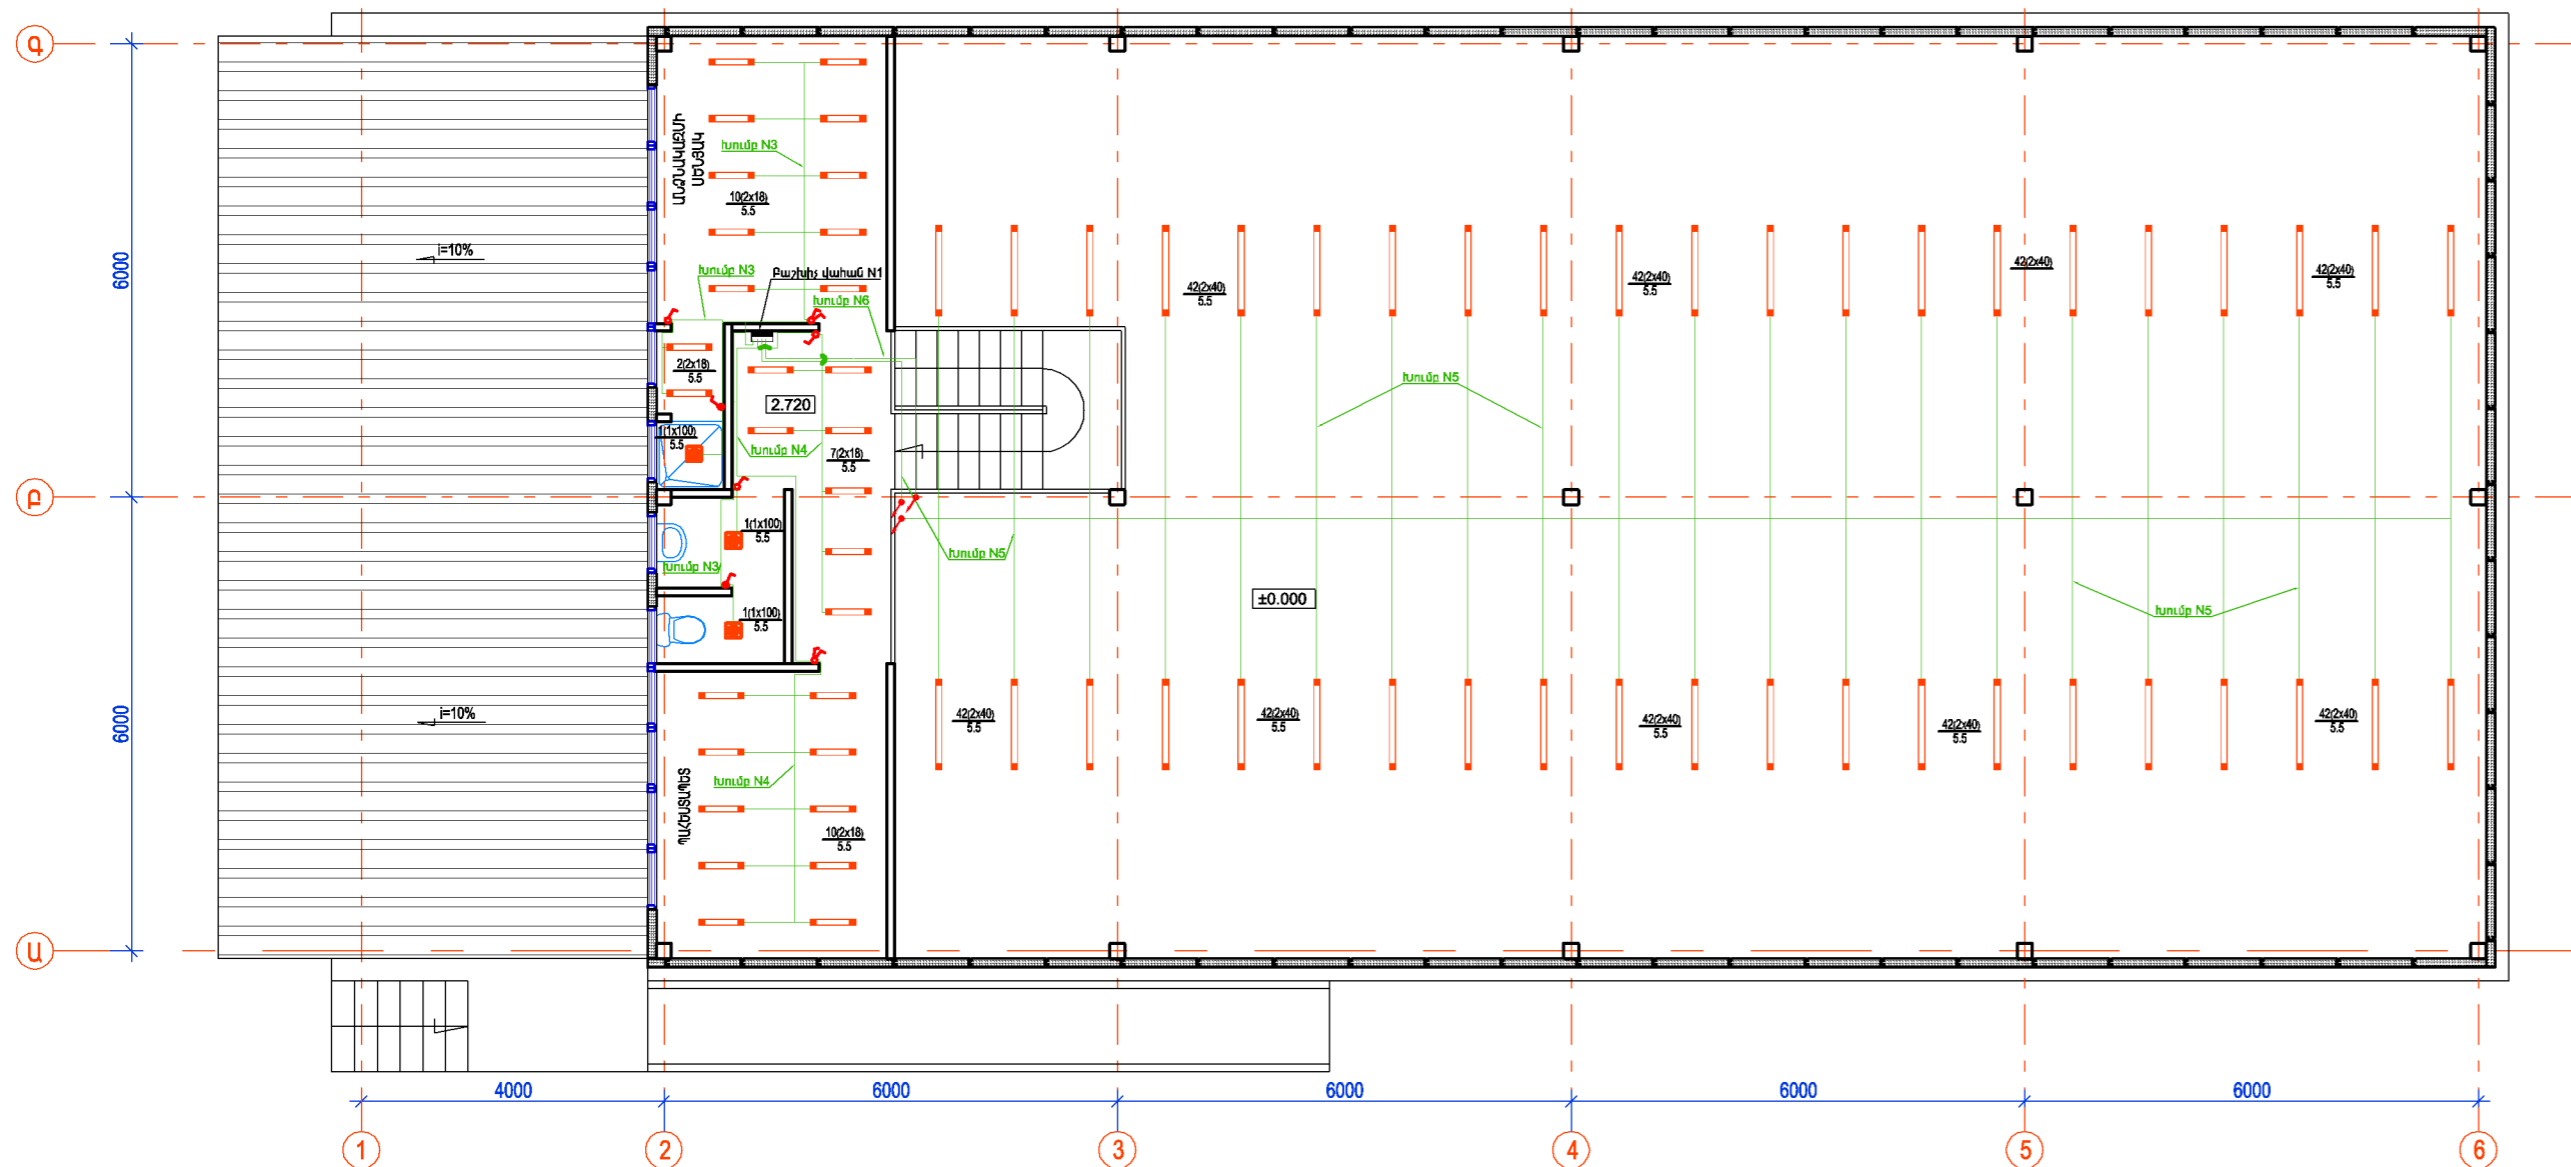 Գ
խումբ N3
ՎՈՃԱԿԱՆՋԱՌ
10(2x18)
5.5
i=10%
խումբ N3
Բաշխիչ վահան N1
խումբ N6
42(2x40)
5.5
42(2x40)
5.5
42(2x40)
42(2x40)
5.5
6000
2(2x18)
5.5
խումբ N5
2.720
1(1x100)
5.5
խումբ N4
7(2x18)
5.5
Բ
1(1x100)
5.5
խումբ N5
խումբ N3
±0.000
1(1x100)
5.5
խումբ N5
i=10%
6000
42(2x40)
5.5
42(2x40)
5.5
42(2x40)
5.5
42(2x40)
5.5
42(2x40)
5.5
խումբ N4
10(2x18)
5.5
Ա
4000
6000
6000
6000
6000
1
2
3
4
5
6